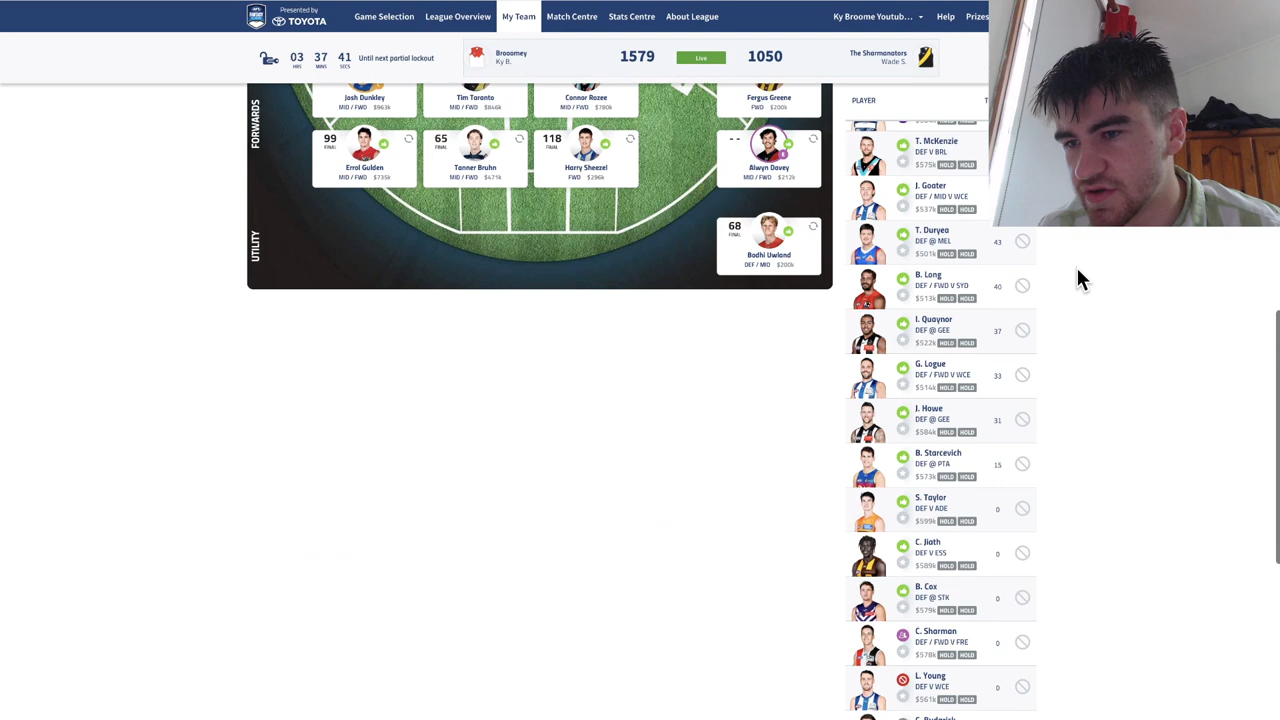 Presented by
TOYOTA
Game Selection
League Overview
My Team
Match Centre
Stats Centre
About League
Ky Broome Youtub...
Help
Prizes
03 HRS
37 MINS
41 SECS
Until next partial lockout
Brooomey
Ky B.
1579
Live
1050
The Sharmanators
Wade S.
FORWARDS
Josh Dunkley
MID / FWD $963k
Tim Taranto
MID / FWD $846k
Connor Rozee
MID / FWD $780k
Fergus Greene
FWD $200k
99
FINAL
Errol Gulden
MID / FWD $735k
65
FINAL
Tanner Bruhn
MID / FWD $471k
118
FINAL
Harry Sheezel
FWD $296k
- -
Alwyn Davey
MID / FWD $212k
UTILITY
68
FINAL
Bodhi Uwland
DEF / MID $200k
PLAYER
HOLD HOLD
T. McKenzie
DEF V BRL
$575k HOLD HOLD
J. Goater
DEF / MID V WCE
$537k HOLD HOLD
T. Duryea
DEF @ MEL
$501k HOLD HOLD
43
B. Long
DEF / FWD V SYD
$513k HOLD HOLD
40
I. Quaynor
DEF @ GEE
$522k HOLD HOLD
37
G. Logue
DEF / FWD V WCE
$514k HOLD HOLD
33
J. Howe
DEF @ GEE
$584k HOLD HOLD
31
B. Starcevich
DEF @ PTA
$573k HOLD HOLD
15
S. Taylor
DEF V ADE
$599k HOLD HOLD
0
C. Jiath
DEF V ESS
$589k HOLD HOLD
0
B. Cox
DEF @ STK
$579k HOLD HOLD
0
C. Sharman
DEF / FWD V FRE
$578k HOLD HOLD
0
L. Young
DEF V WCE
$561k HOLD HOLD
0